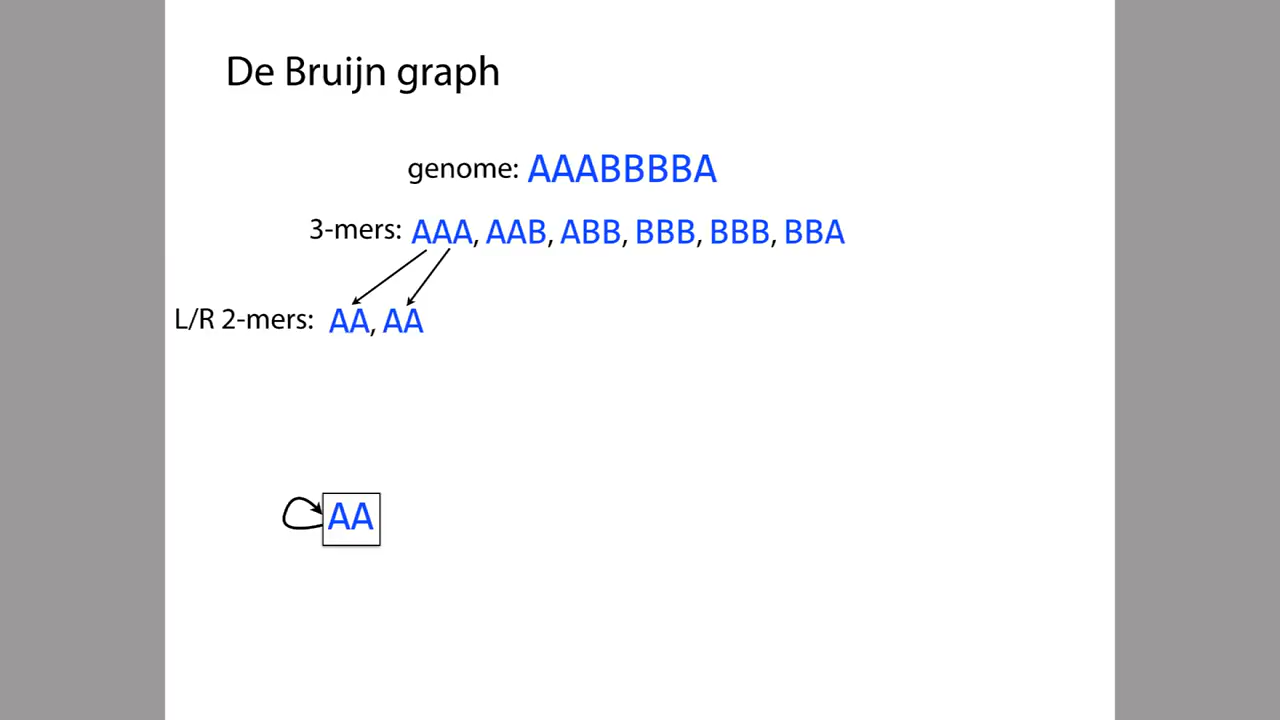 De Bruijn graph
genome: AAABBBBA
3-mers: AAA, AAB, ABB, BBB, BBB, BBA
L/R 2-mers: AA, AA
AA